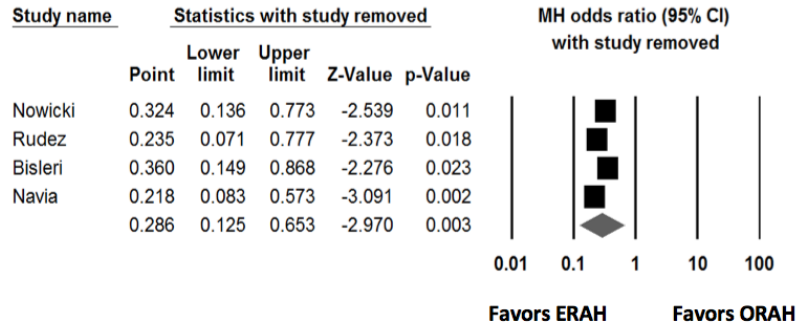 Study name Statistics with study removed MH odds ratio (95% CI)
with study removed
Lower Upper
Point limit limit Z-Value p-Value
Nowicki 0.324 0.136 0.773 -2.539 0.011
Rudez 0.235 0.071 0.777 -2.373 0.018
Bisleri 0.360 0.149 0.868 -2.276 0.023
Navia 0.218 0.083 0.573 -3.091 0.002
0.286 0.125 0.653 -2.970 0.003
0.01 0.1 1 10 100
Favors ERAH Favors ORAH